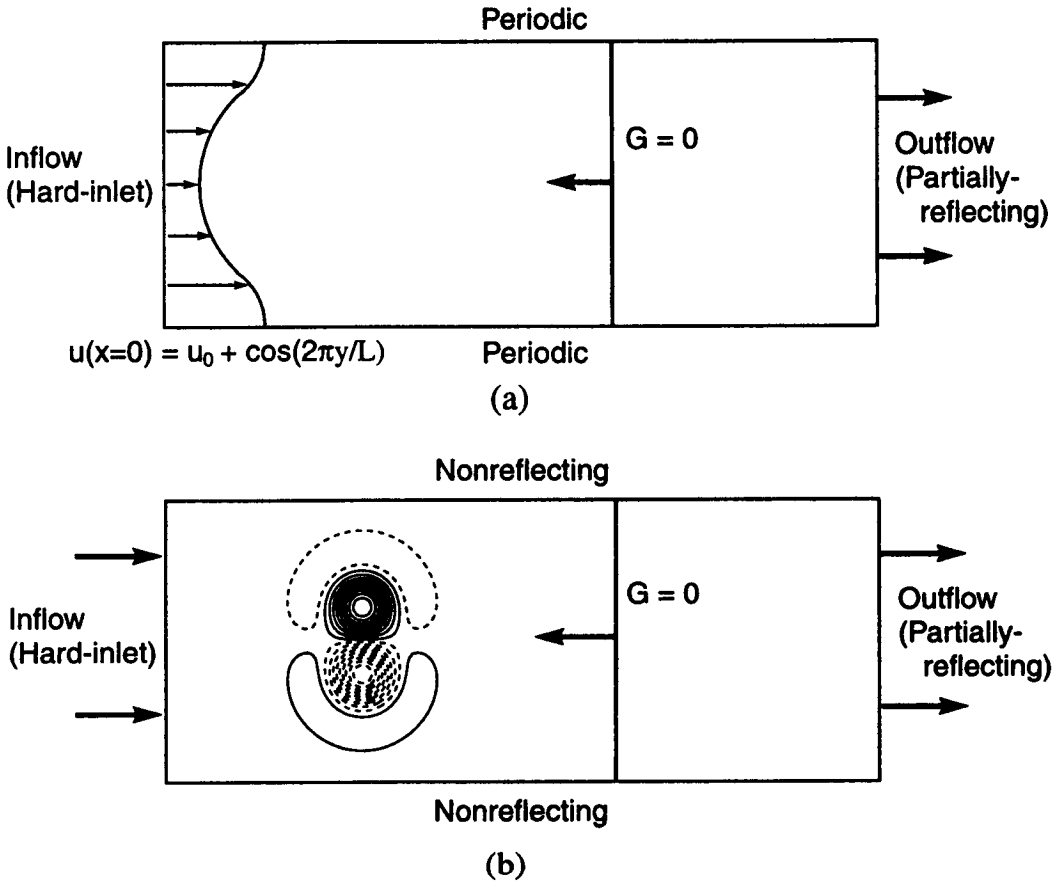 Periodic
Inflow
(Hard-inlet)
G = 0
Outflow
(Partially-
reflecting)
u(x=0) = u₀ + cos(2πy/L)
Periodic
(a)
Nonreflecting
Inflow
(Hard-inlet)
G = 0
Outflow
(Partially-
reflecting)
Nonreflecting
(b)